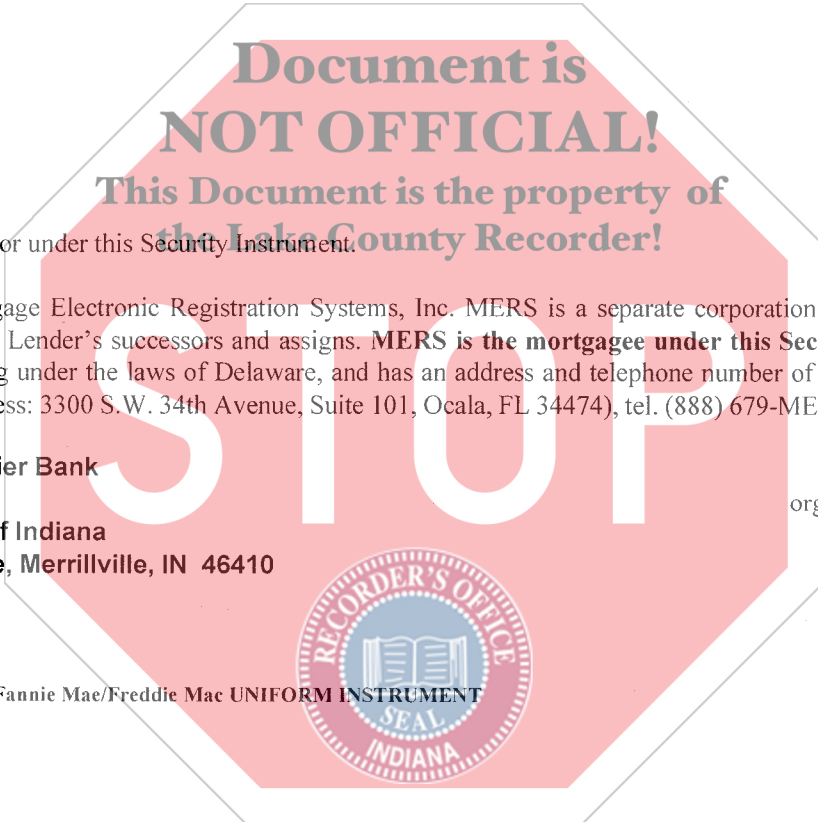 Document is
NOT OFFICIAL!
This Document is the property of
the Lake County Recorder!
or under this Security Instrument.
gage Electronic Registration Systems, Inc. MERS is a separate corporation
Lender's successors and assigns. MERS is the mortgagee under this Sec
g under the laws of Delaware, and has an address and telephone number of
ess: 3300 S.W. 34th Avenue, Suite 101, Ocala, FL 34474), tel. (888) 679-ME
STOP
ier Bank
org
f Indiana
e, Merrillville, IN 46410
RECORDER'S OFFICE
Fannie Mae/Freddie Mac UNIFORM INSTRUMENT
SEAL
INDIANA